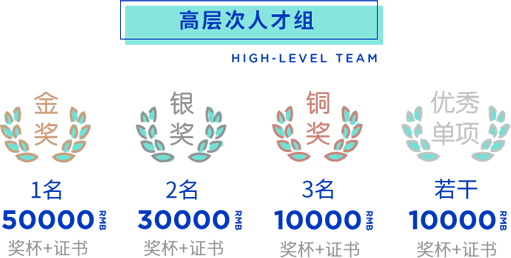 高层次人才组
HIGH-LEVEL TEAM
金奖
1名
50000 RMB
奖杯+证书
银奖
2名
30000 RMB
奖杯+证书
铜奖
3名
10000 RMB
奖杯+证书
优秀单项
若干
10000 RMB
奖杯+证书